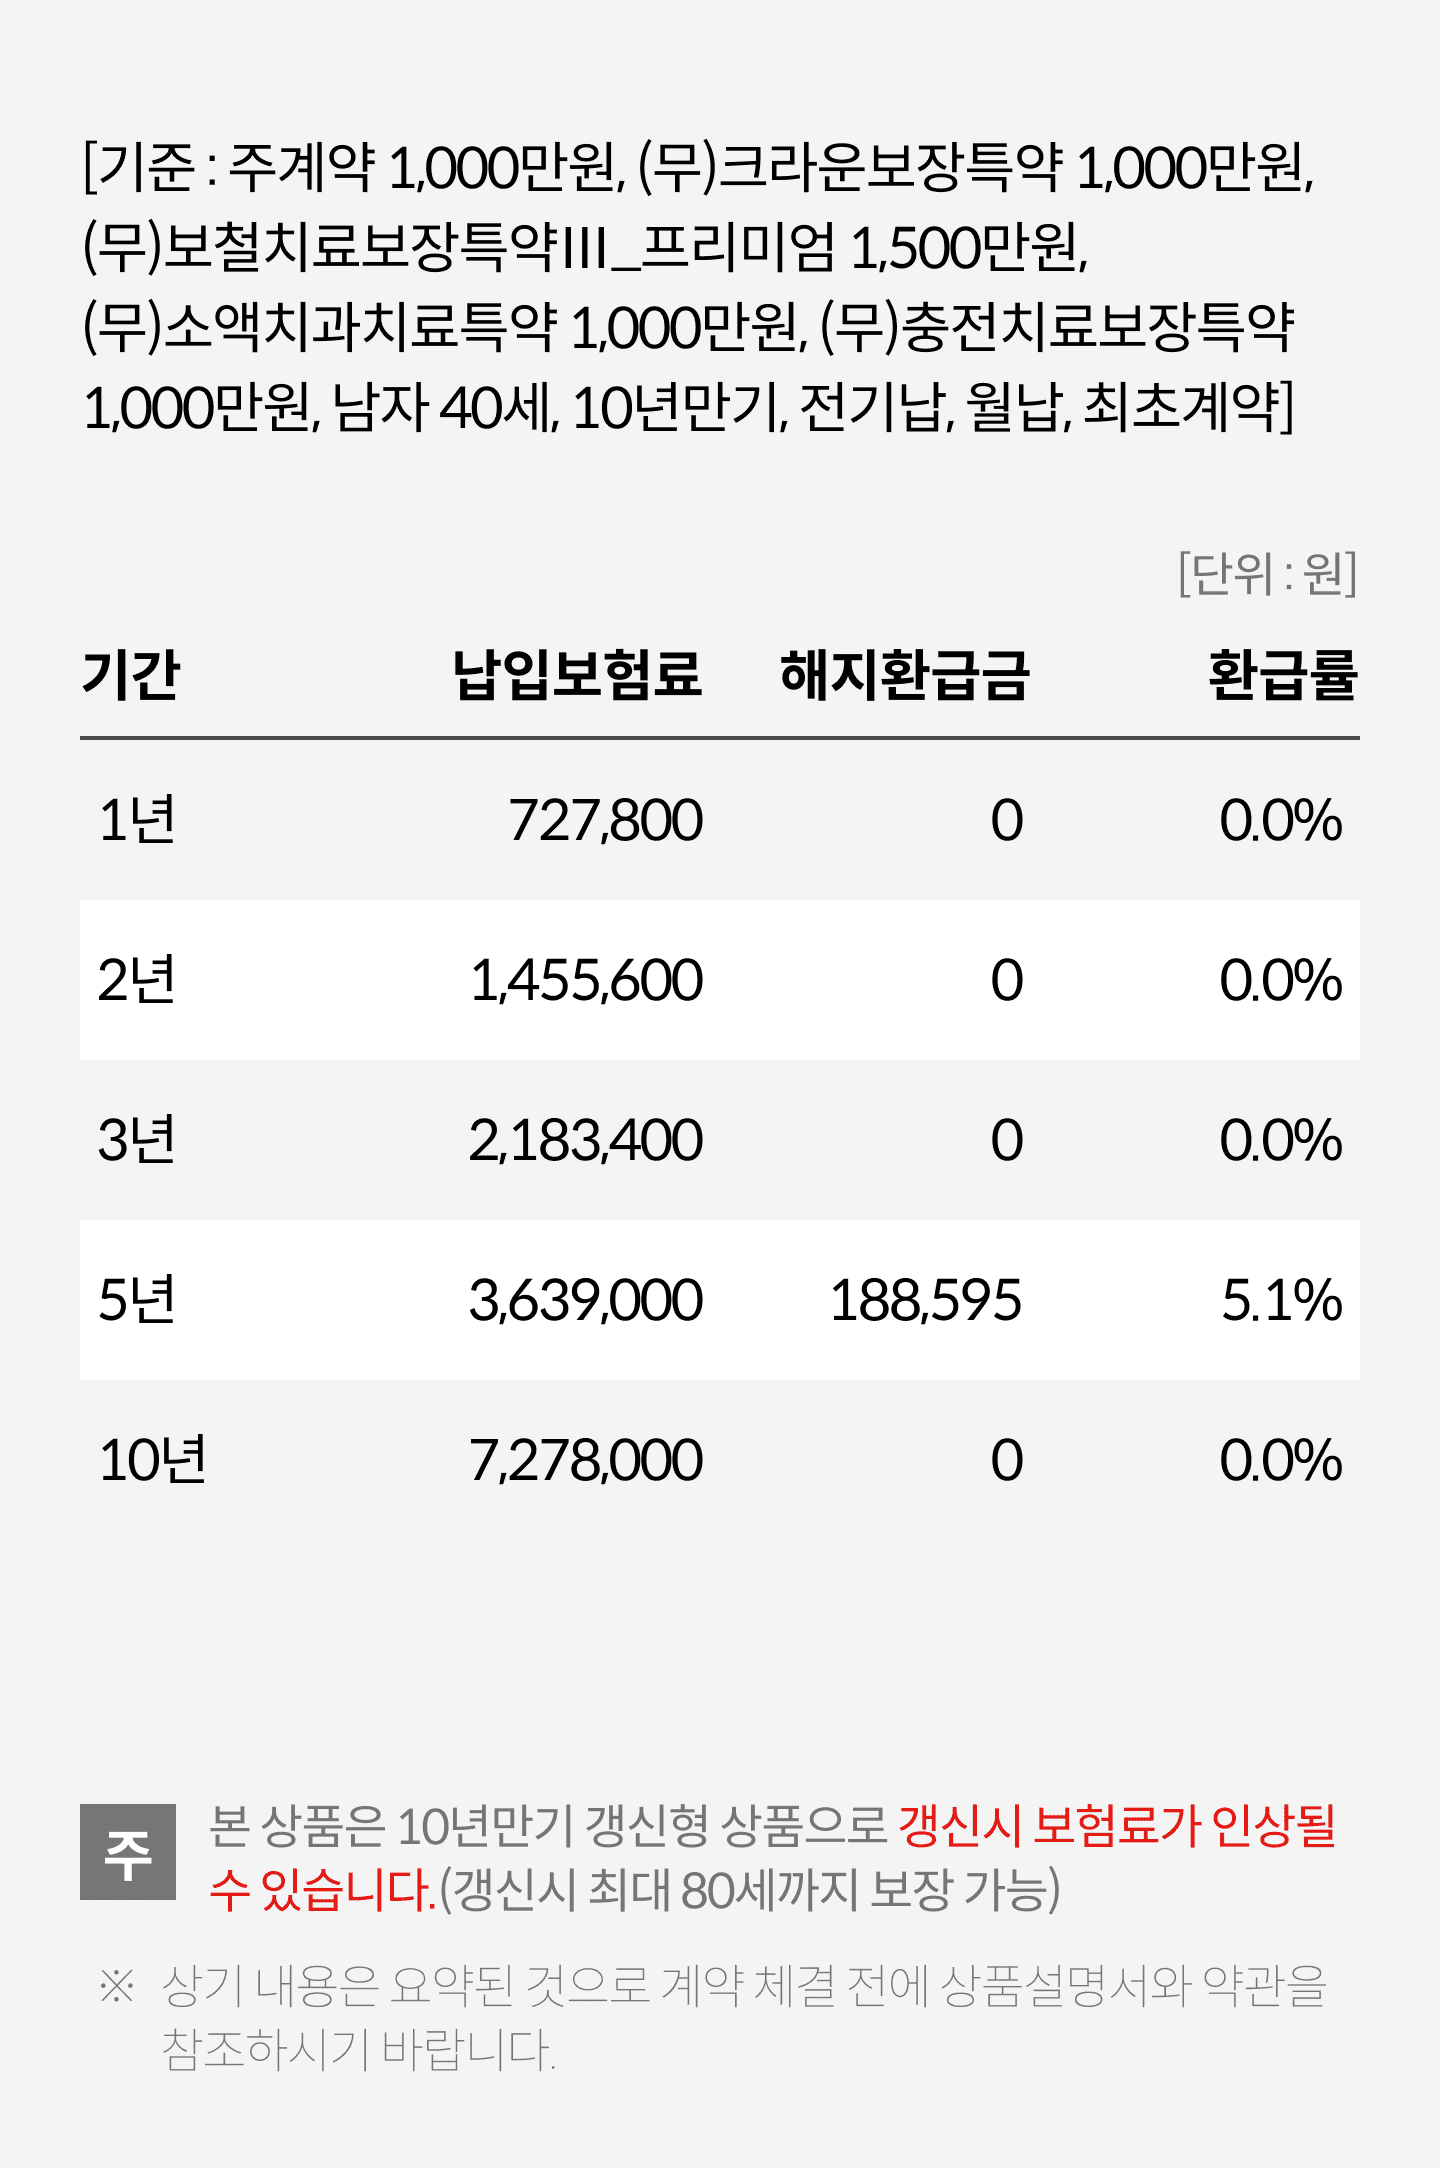 [기준 : 주계약 1,000만원, (무)크라운보장특약 1,000만원,
(무)보철치료보장특약III_프리미엄 1,500만원,
(무)소액치과치료특약 1,000만원, (무)충전치료보장특약
1,000만원, 남자 40세, 10년만기, 전기납, 월납, 최초계약]
[단위 : 원]
기간 납입보험료 해지환급금 환급률
1년 727,800 0 0.0%
2년 1,455,600 0 0.0%
3년 2,183,400 0 0.0%
5년 3,639,000 188,595 5.1%
10년 7,278,000 0 0.0%
주 본 상품은 10년만기 갱신형 상품으로 갱신시 보험료가 인상될
수 있습니다.(갱신시 최대 80세까지 보장 가능)
※ 상기 내용은 요약된 것으로 계약 체결 전에 상품설명서와 약관을
참조하시기 바랍니다.